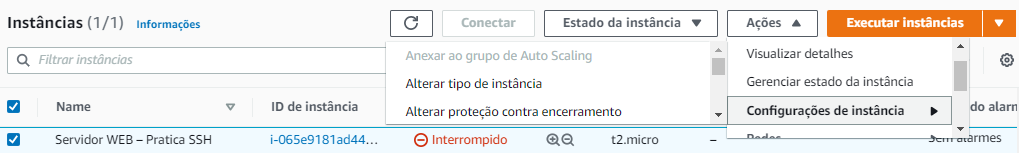 Instâncias (1/1) Informações
Conectar Estado da instância Ações Executar instâncias
Filtrar instâncias
Anexar ao grupo de Auto Scaling
Alterar tipo de instância
Alterar proteção contra encerramento
Visualizar detalhes
Gerenciar estado da instância
Configurações de instância
Redes
Name ID de instância do alarm
Servidor WEB – Pratica SSH i-065e9181ad44... Interrompido t2.micro – Sem alarmes